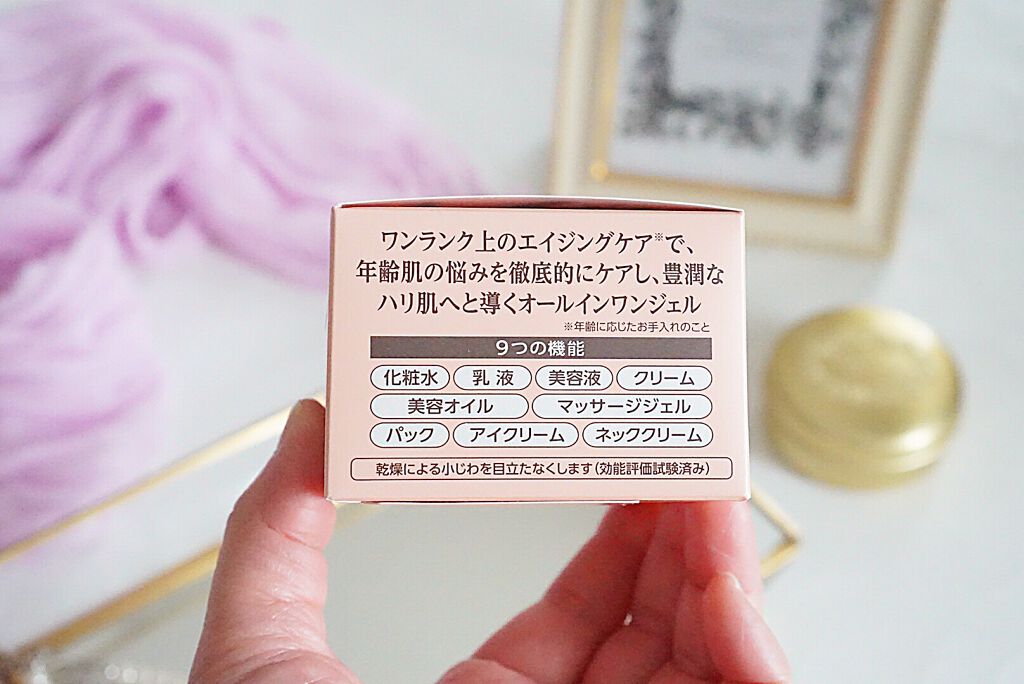 ワンランク上のエイジングケア※で、
年齢肌の悩みを徹底的にケアし、豊潤な
ハリ肌へと導くオールインワンジェル
※年齢に応じたお手入れのこと
9つの機能
化粧水 乳液 美容液 クリーム
美容オイル マッサージジェル
パック アイクリーム ネッククリーム
乾燥による小じわを目立たなくします(効能評価試験済み)